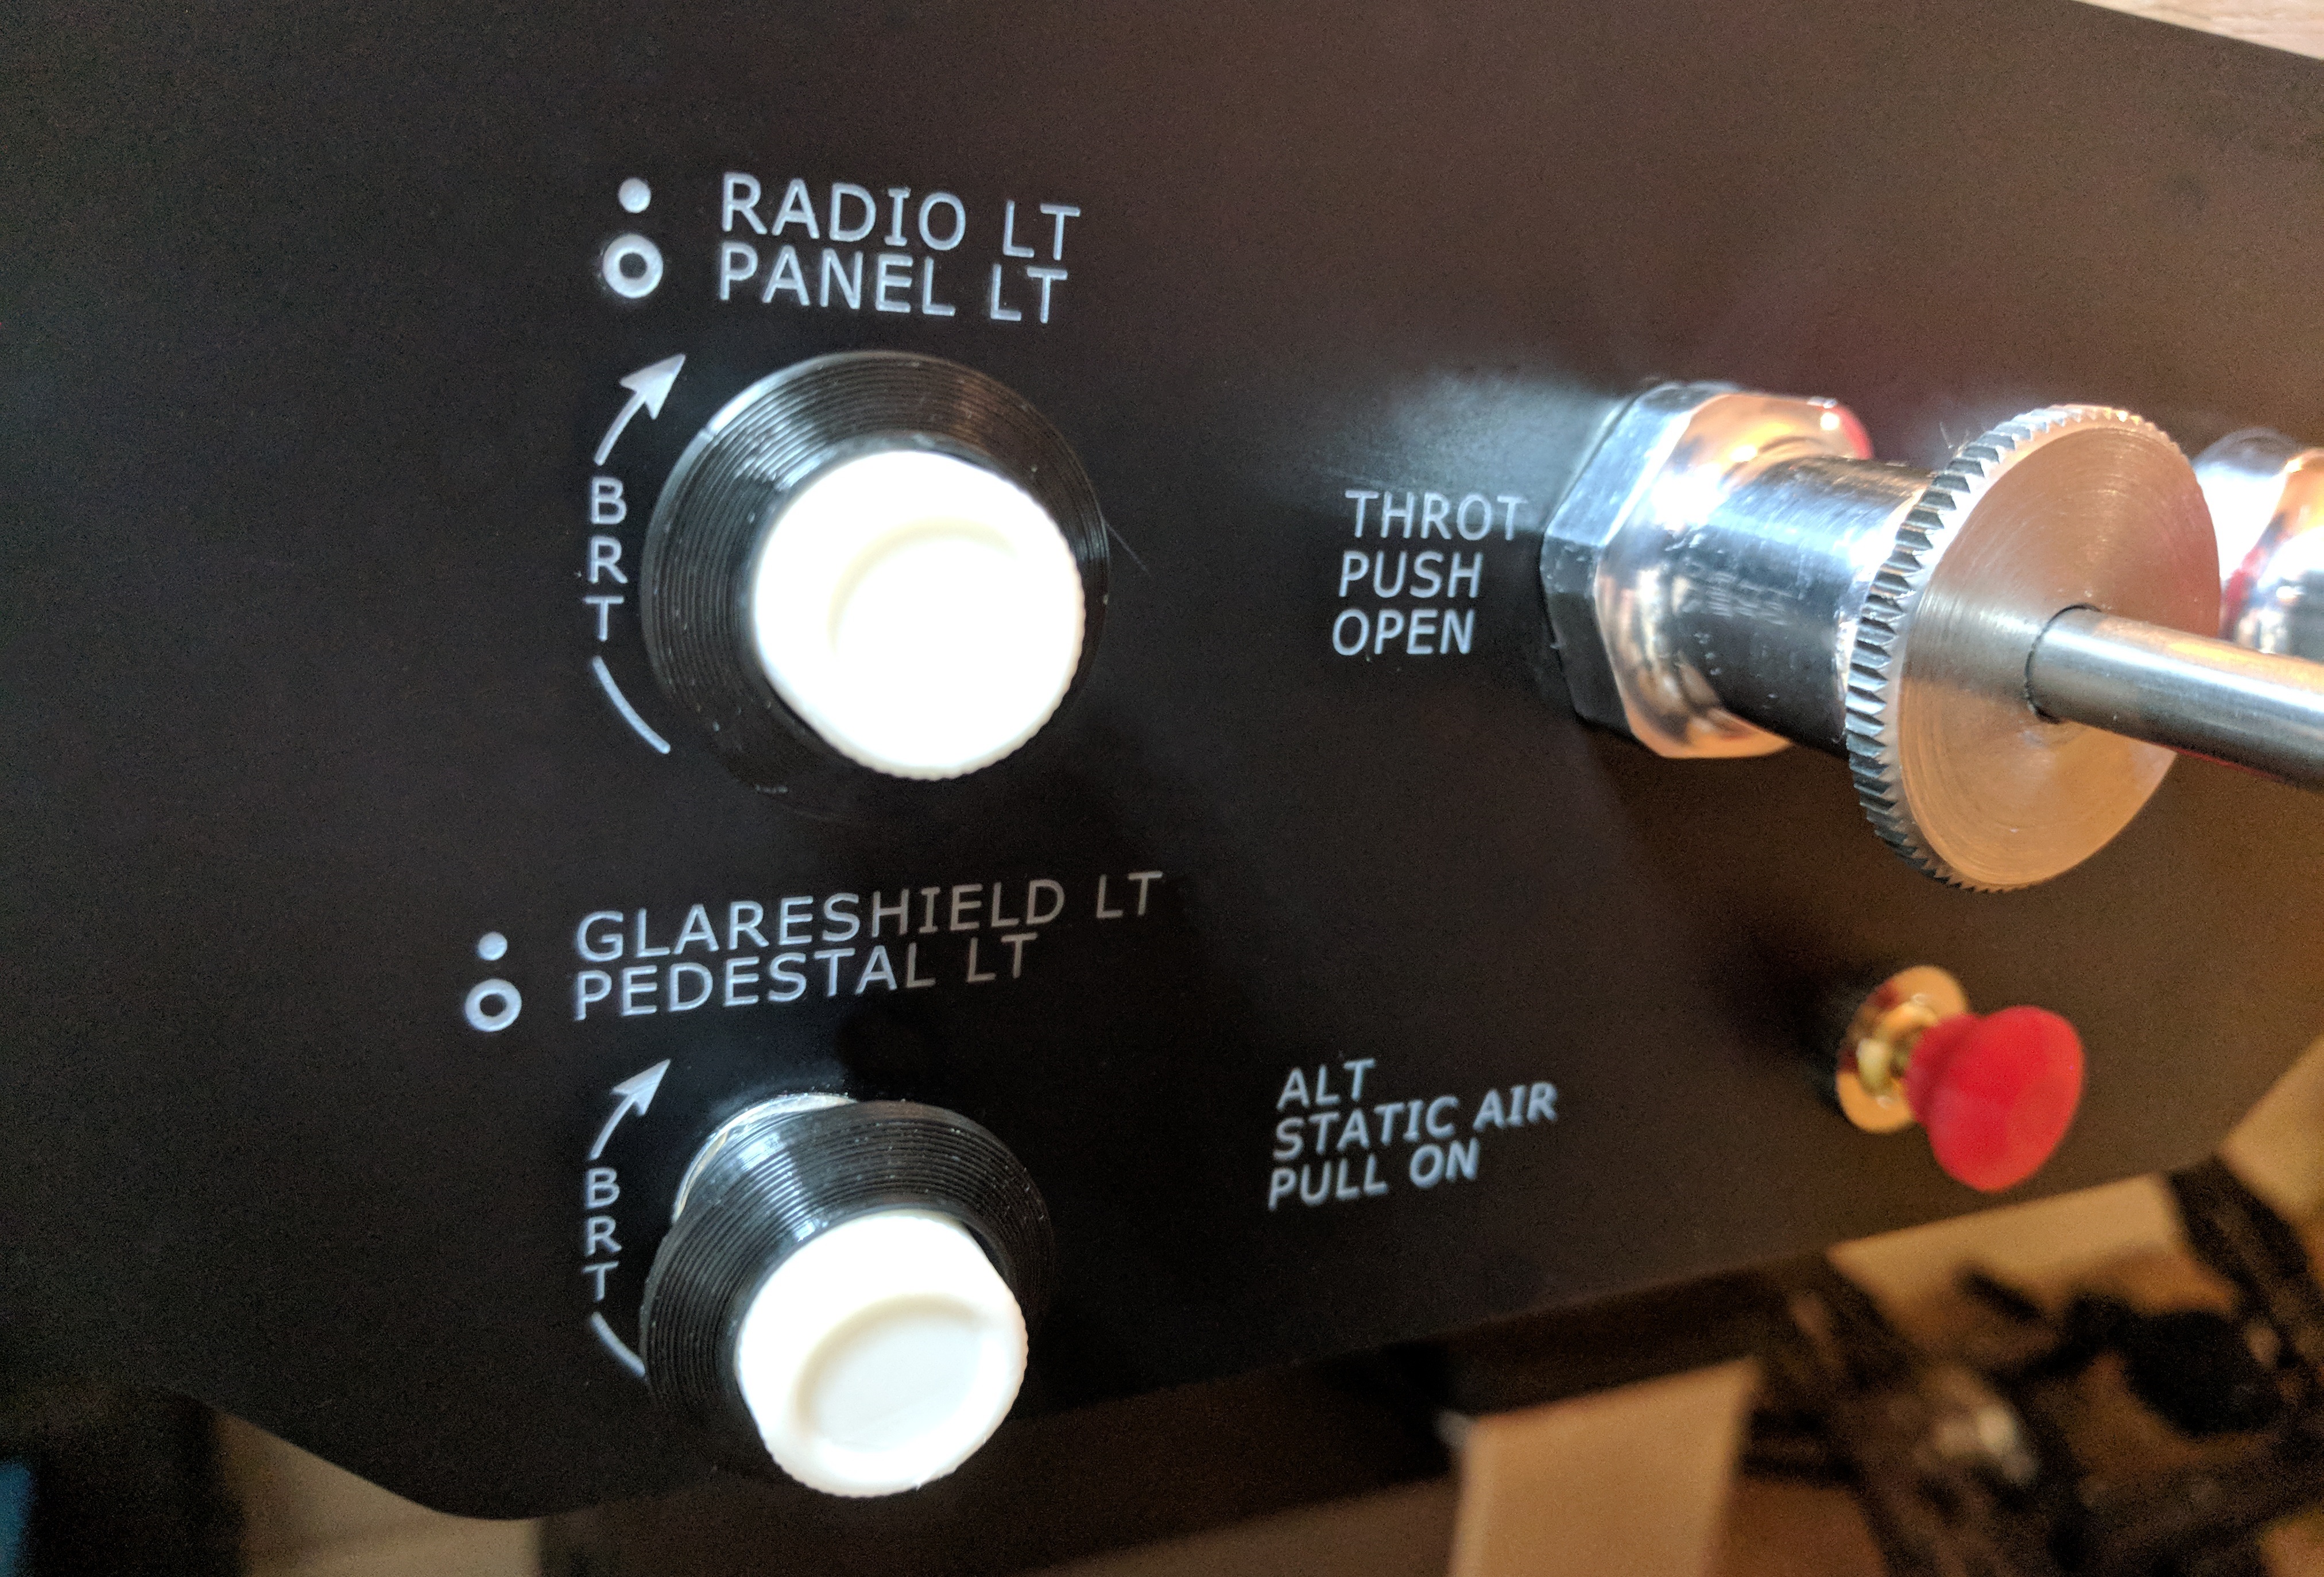 RADIO LT
PANEL LT
BRT
THROT
PUSH
OPEN
GLARESHIELD LT
PEDESTAL LT
BRT
ALT
STATIC AIR
PULL ON